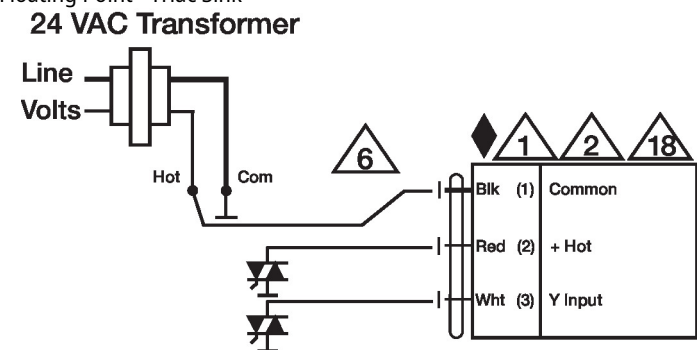 Floating Point - Triac Sink
24 VAC Transformer
Line
Volts
Hot
Com
6
1
2
18
Blk (1) Common
Red (2) + Hot
Wht (3) Y Input